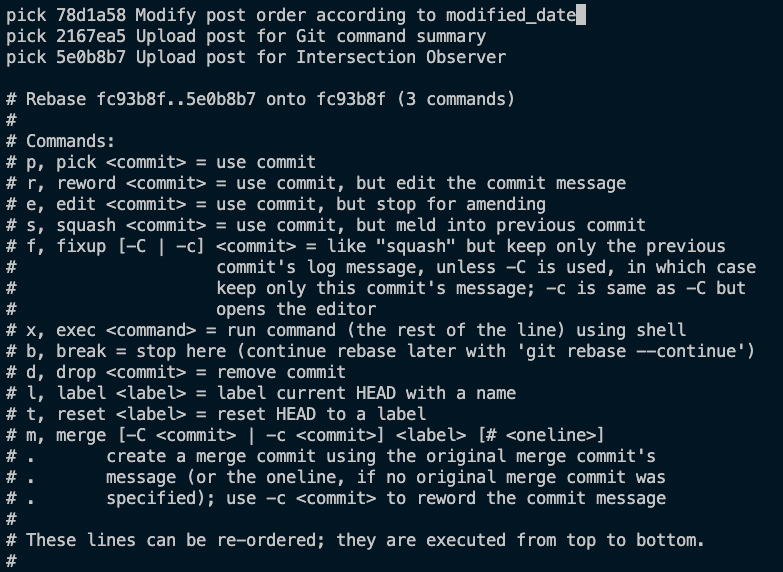 pick 78d1a58 Modify post order according to modified_date
pick 2167ea5 Upload post for Git command summary
pick 5e0b8b7 Upload post for Intersection Observer

# Rebase fc93b8f..5e0b8b7 onto fc93b8f (3 commands)
#
# Commands:
# p, pick <commit> = use commit
# r, reword <commit> = use commit, but edit the commit message
# e, edit <commit> = use commit, but stop for amending
# s, squash <commit> = use commit, but meld into previous commit
# f, fixup [-C | -c] <commit> = like "squash" but keep only the previous
#                    commit's log message, unless -C is used, in which case
#                    keep only this commit's message; -c is same as -C but
#                    opens the editor
# x, exec <command> = run command (the rest of the line) using shell
# b, break = stop here (continue rebase later with 'git rebase --continue')
# d, drop <commit> = remove commit
# l, label <label> = label current HEAD with a name
# t, reset <label> = reset HEAD to a label
# m, merge [-C <commit> | -c <commit>] <label> [# <oneline>]
# .       create a merge commit using the original merge commit's
# .       message (or the oneline, if no original merge commit was
# .       specified); use -c <commit> to reword the commit message
#
# These lines can be re-ordered; they are executed from top to bottom.
#